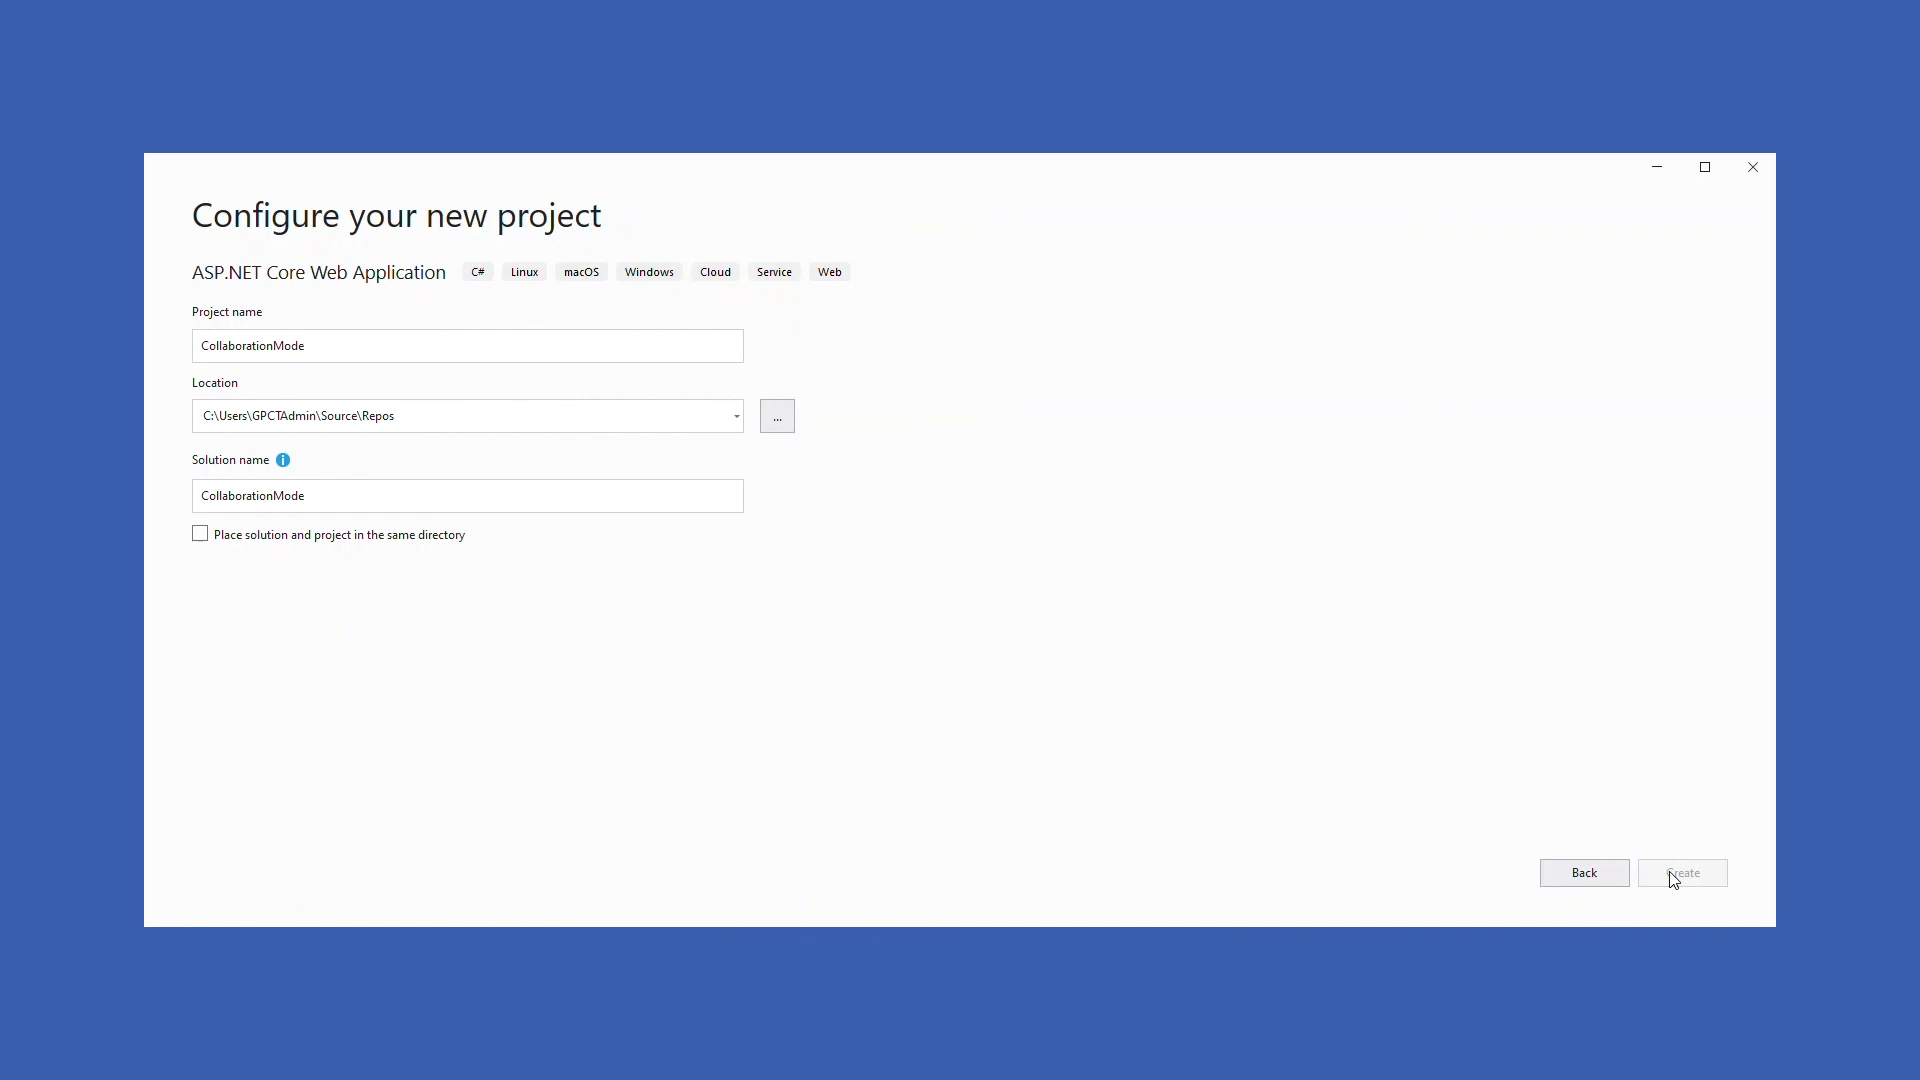 Configure your new project
ASP.NET Core Web Application C# Linux macOS Windows Cloud Service Web
Project name
CollaborationMode
Location
C:\Users\GPCTAdmin\Source\Repos
...
Solution name
CollaborationMode
Place solution and project in the same directory
Back Create